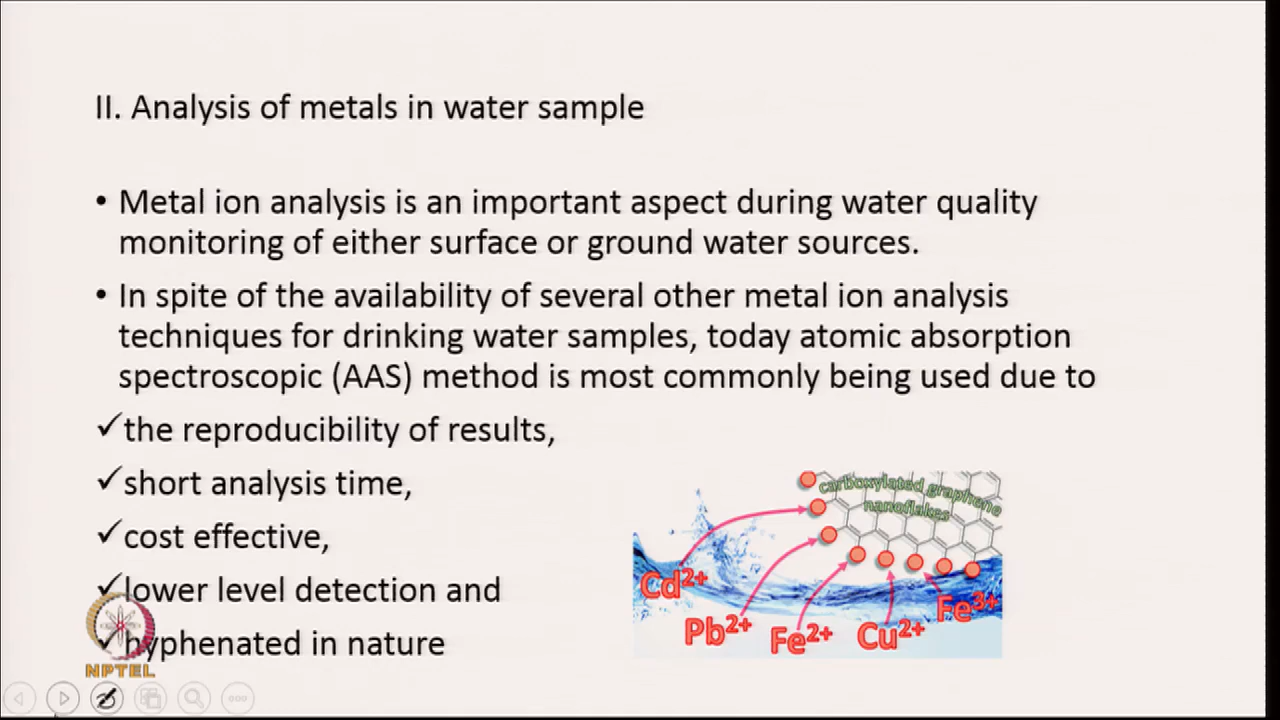 II. Analysis of metals in water sample
• Metal ion analysis is an important aspect during water quality
monitoring of either surface or ground water sources.
• In spite of the availability of several other metal ion analysis
techniques for drinking water samples, today atomic absorption
spectroscopic (AAS) method is most commonly being used due to
✓the reproducibility of results,
✓short analysis time,
✓cost effective,
✓lower level detection and
✓hyphenated in nature
carboxylated graphene
nanoflakes
Cd²⁺
Pb²⁺
Fe²⁺
Cu²⁺
Fe³⁺
NPTEL